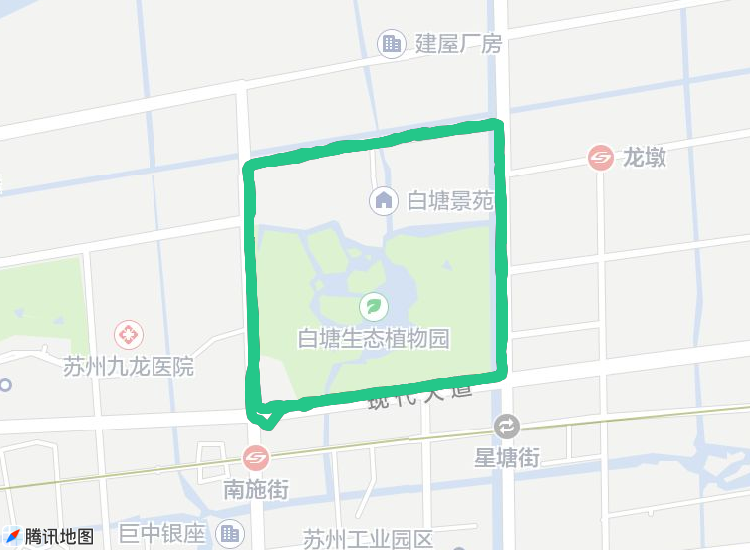 建屋厂房
龙墩
白塘景苑
白塘生态植物园
苏州九龙医院
现代大道
星塘街
南施街
巨中银座
苏州工业园区
腾讯地图